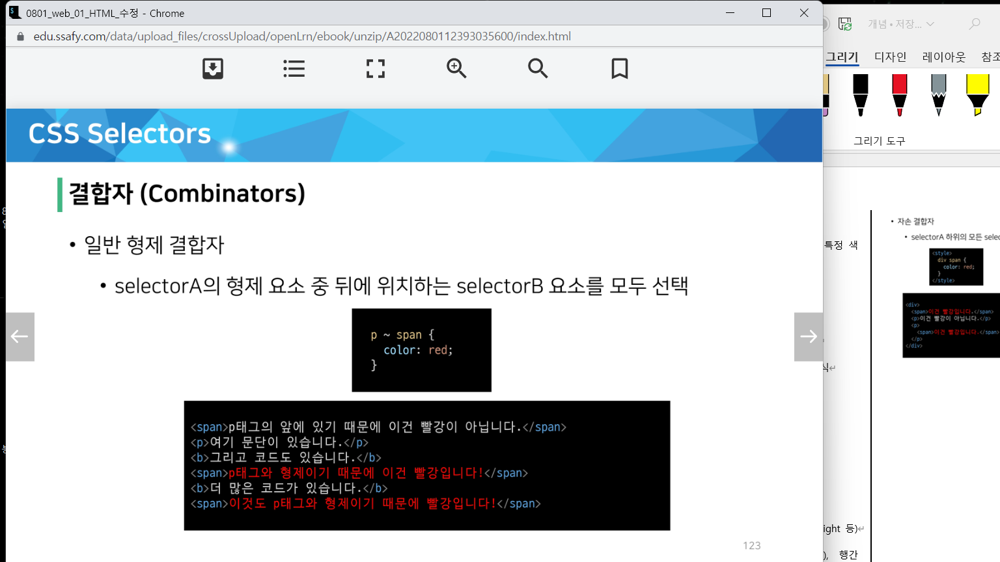 0801_web_01_HTML_수정 - Chrome
edu.ssafy.com/data/upload_files/crossUpload/openLrn/ebook/unzip/A2022080112393035600/index.html
CSS Selectors
결합자 (Combinators)
• 일반 형제 결합자
• selectorA의 형제 요소 중 뒤에 위치하는 selectorB 요소를 모두 선택
p ~ span {
color: red;
}
<span>p태그의 앞에 있기 때문에 이건 빨강이 아닙니다.</span>
<p>여기 문단이 있습니다.</p>
<b>그리고 코드도 있습니다.</b>
<span>p태그와 형제이기 때문에 이건 빨강입니다!</span>
<b>더 많은 코드가 있습니다.</b>
<span>이것도 p태그와 형제이기 때문에 빨강입니다!</span>
123
개념 • 저장...
그리기 디자인 레이아웃 참조
그리기 도구
특정 색
식
ight 등)
), 행간
• 자손 결합자
• selectorA 하위의 모든 selec
<style>
div span {
color: red;
}
</style>
<div>
<span>이건 빨강입니다.</span>
<p>이건 빨강이 아닙니다.</p>
<p>
<span>이건 빨강입니다.</span>
</p>
</div>